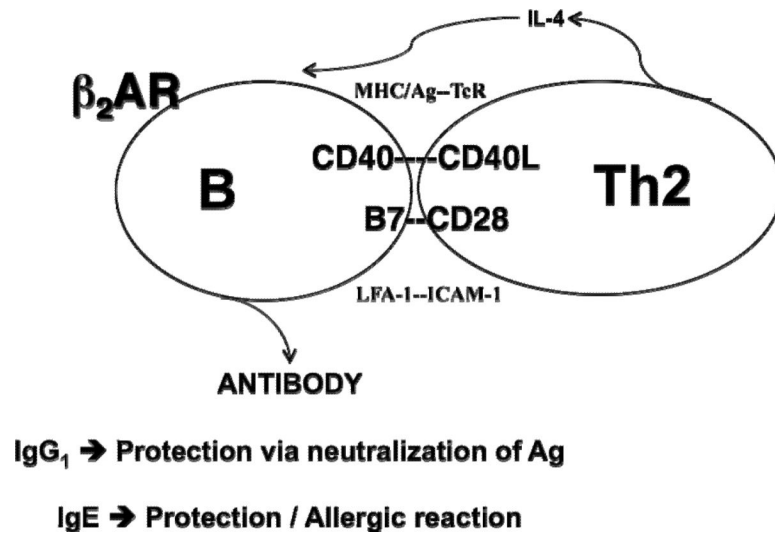 IL-4
β₂AR
MHC/Ag--TcR
CD40----CD40L
B
Th2
B7--CD28
LFA-1--ICAM-1
ANTIBODY
IgG₁ ➔ Protection via neutralization of Ag
IgE ➔ Protection / Allergic reaction